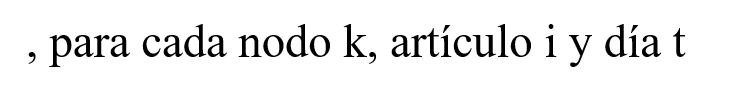 , para cada nodo k, artículo i y día t